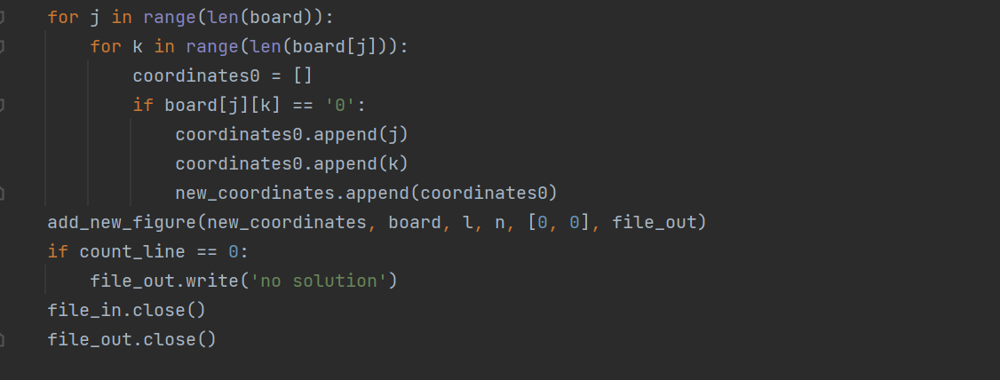 for j in range(len(board)):
    for k in range(len(board[j])):
        coordinates0 = []
        if board[j][k] == '0':
            coordinates0.append(j)
            coordinates0.append(k)
            new_coordinates.append(coordinates0)
add_new_figure(new_coordinates, board, l, n, [0, 0], file_out)
if count_line == 0:
    file_out.write('no solution')
file_in.close()
file_out.close()